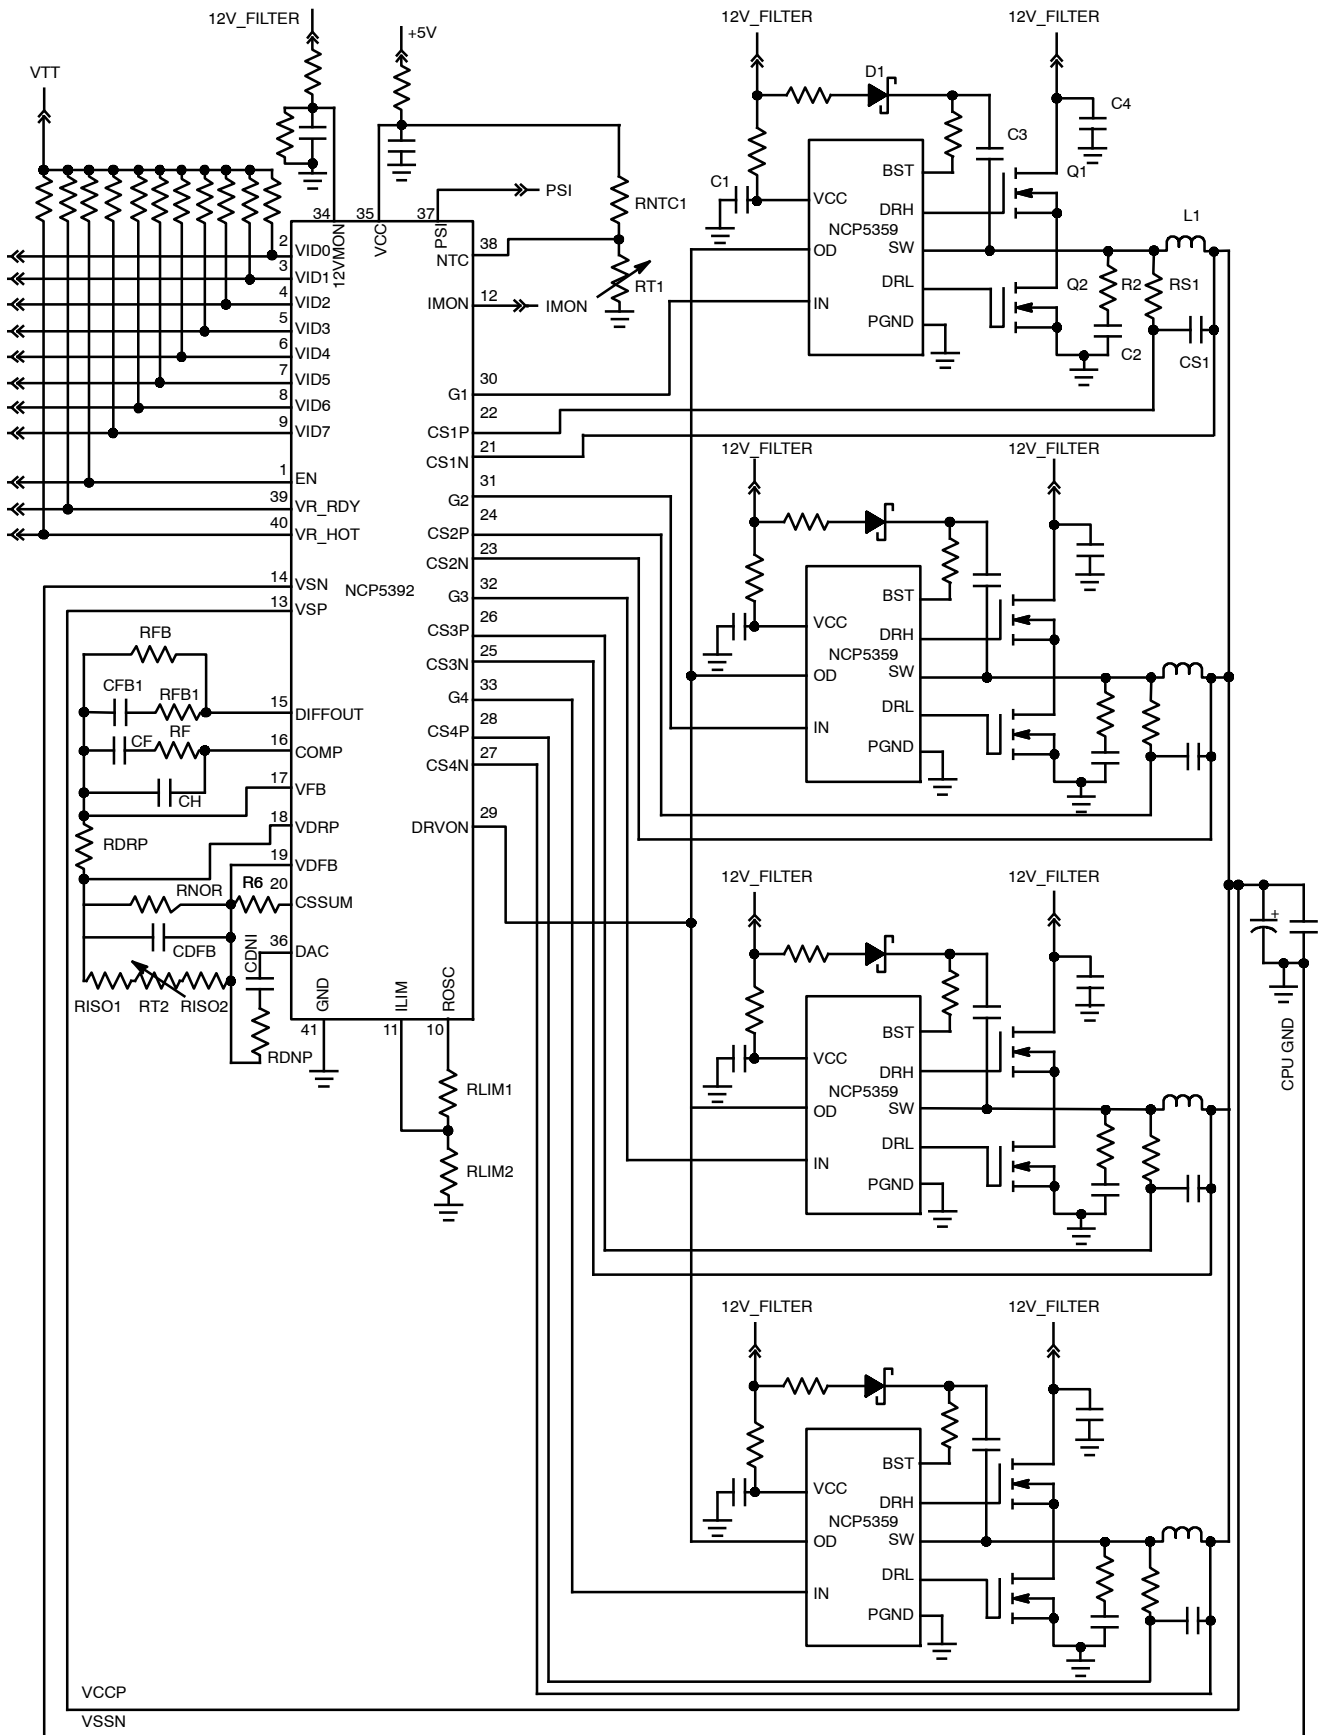 12V_FILTER
+5V
VTT
12V_FILTER
12V_FILTER
D1
C4
C3
BST
Q1
C1
VCC
DRH
NCP5359
SW
L1
OD
DRL
Q2
R2
RS1
IN
PGND
C2
CS1
34
35
37
12VMON
VCC
PSI
PSI
RNTC1
38
NTC
RT1
12
IMON
IMON
2
VID0
3
VID1
4
VID2
5
VID3
6
VID4
7
VID5
8
VID6
9
VID7
1
EN
39
VR_RDY
40
VR_HOT
14
VSN
13
VSP
NCP5392
30
G1
22
CS1P
21
CS1N
31
G2
24
CS2P
23
CS2N
32
G3
26
CS3P
25
CS3N
33
G4
28
CS4P
27
CS4N
29
DRVON
RFB
CFB1
RFB1
15
DIFFOUT
CF
RF
16
COMP
CH
17
VFB
18
VDRP
RDRP
19
VDFB
RNOR
R6
20
CSSUM
CDFB
CDNI
36
DAC
RISO1
RT2
RISO2
RDNP
GND
ILIM
ROSC
41
11
10
RLIM1
RLIM2
12V_FILTER
12V_FILTER
BST
VCC
DRH
NCP5359
SW
OD
DRL
IN
PGND
12V_FILTER
12V_FILTER
+
CPU GND
BST
VCC
DRH
NCP5359
SW
OD
DRL
IN
PGND
12V_FILTER
12V_FILTER
BST
VCC
DRH
NCP5359
SW
OD
DRL
IN
PGND
VCCP
VSSN